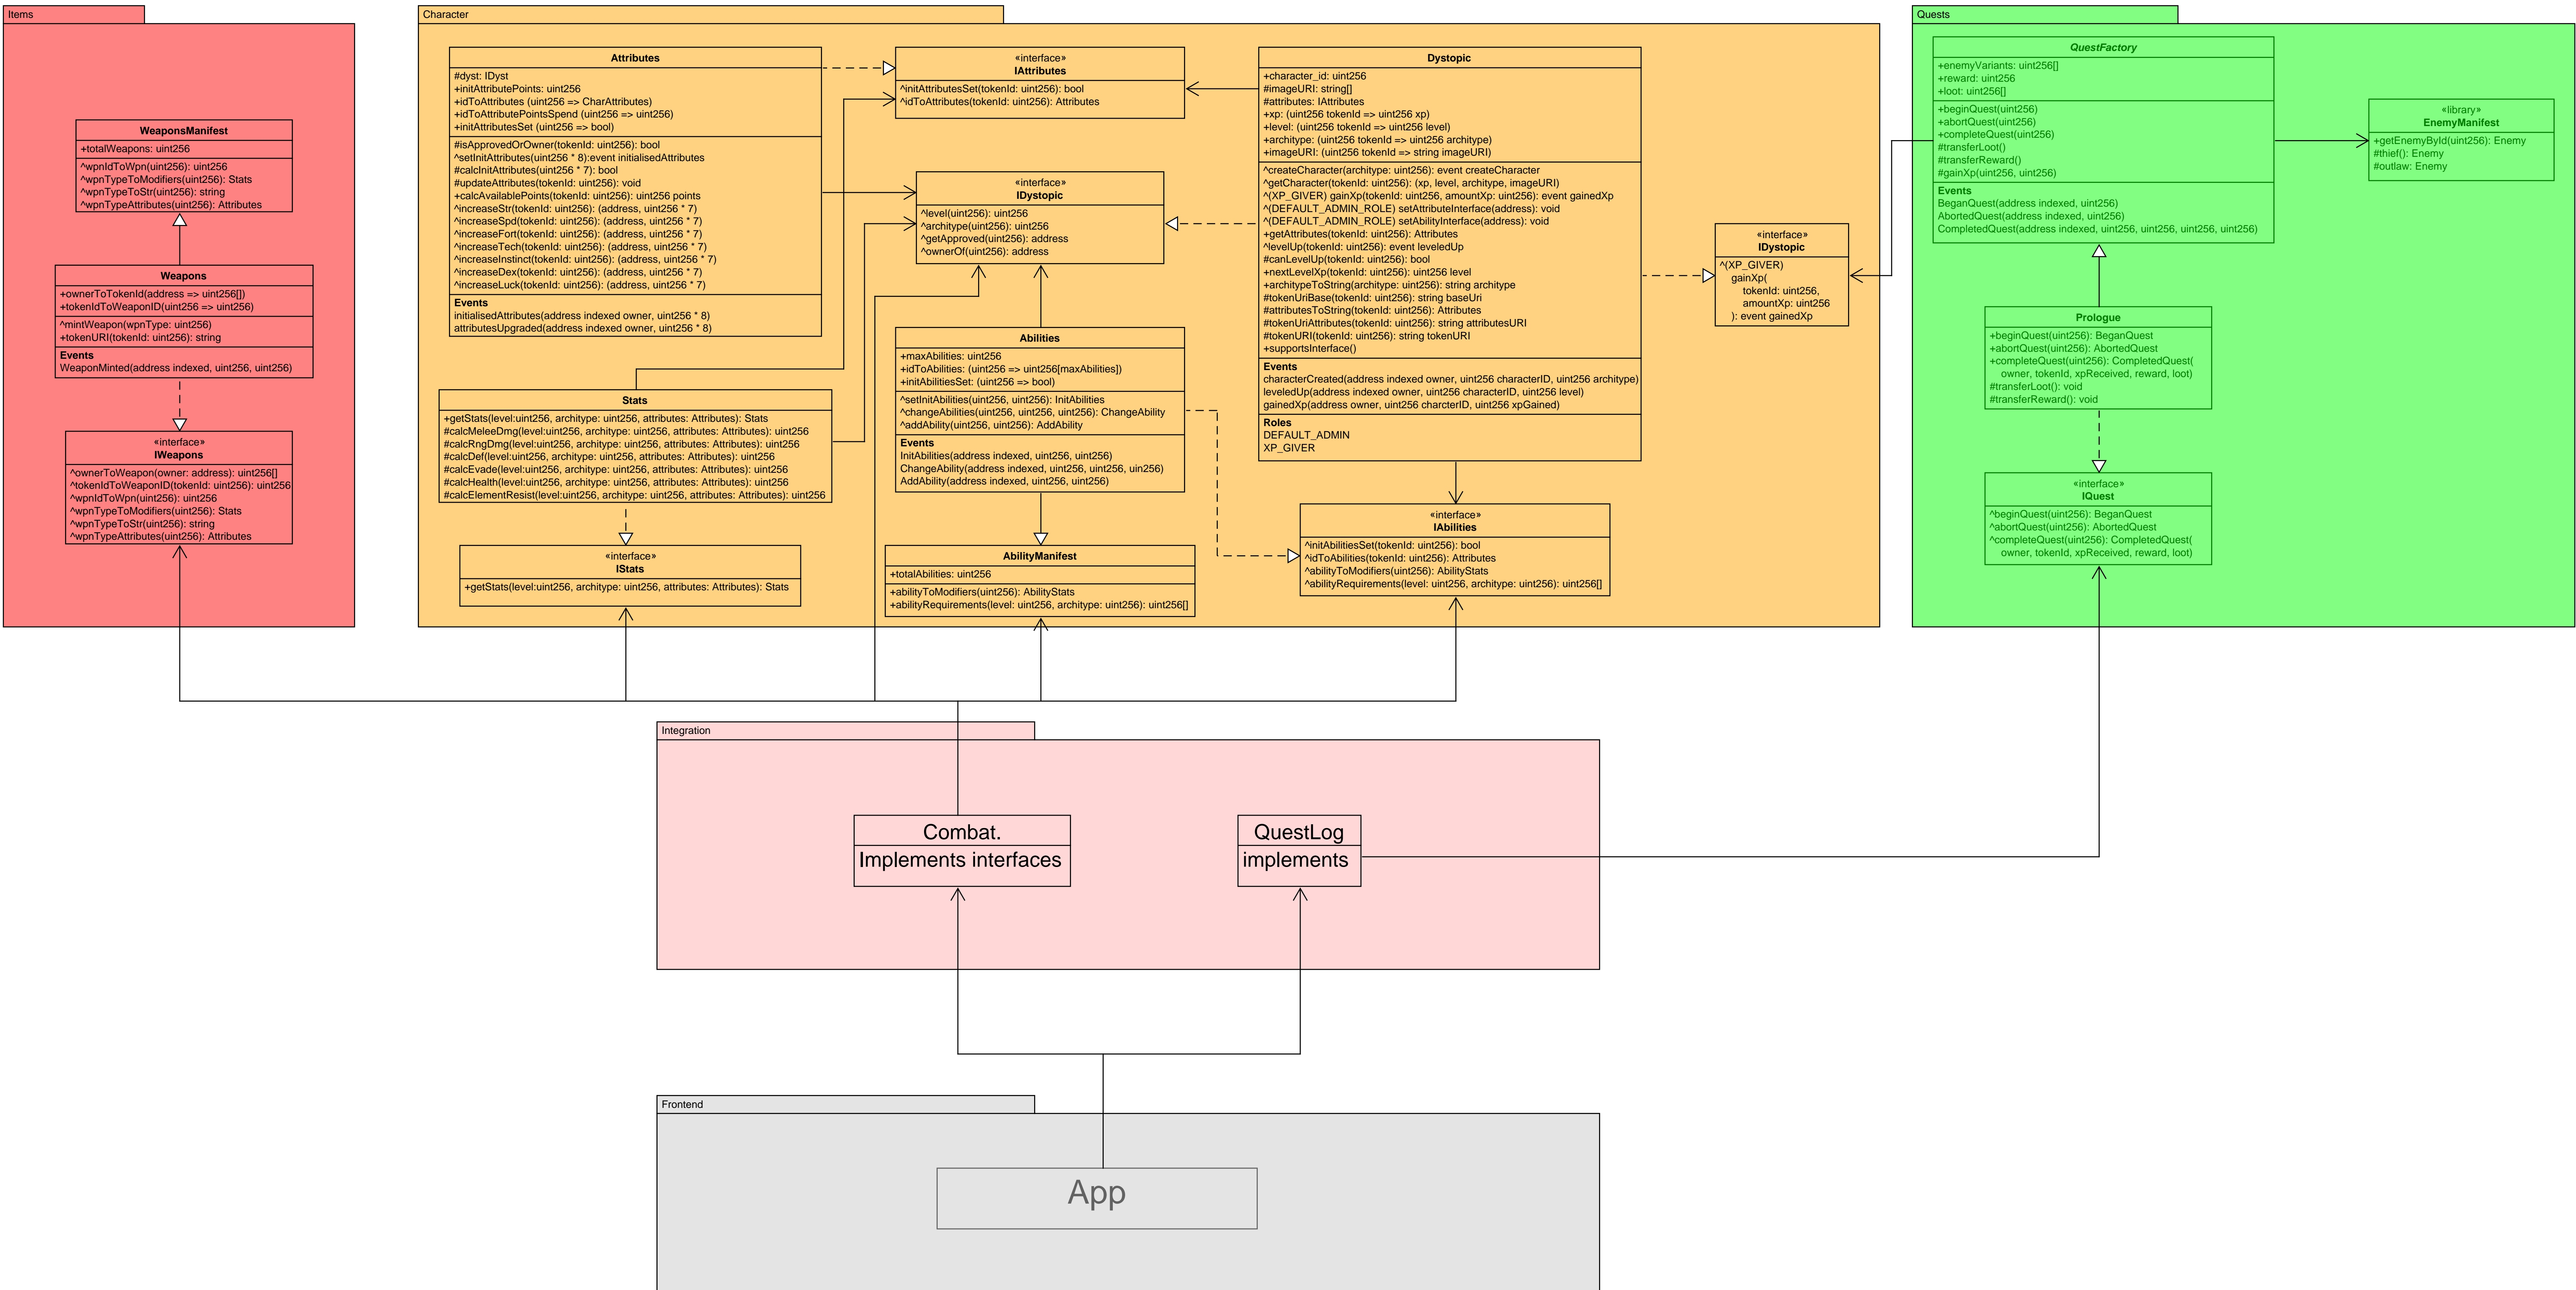 Items
WeaponsManifest
+totalWeapons: uint256
^wpnIdToWpn(uint256): uint256
^wpnTypeToModifiers(uint256): Stats
^wpnTypeToStr(uint256): string
^wpnTypeAttributes(uint256): Attributes
Weapons
+ownerToTokenId(address => uint256[])
+tokenIdToWeaponID(uint256 => uint256)
^mintWeapon(wpnType: uint256)
+tokenURI(tokenId: uint256): string
Events
WeaponMinted(address indexed, uint256, uint256)
«interface»
IWeapons
^ownerToWeapon(owner: address): uint256[]
^tokenIdToWeaponID(tokenId: uint256): uint256
^wpnIdToWpn(uint256): uint256
^wpnTypeToModifiers(uint256): Stats
^wpnTypeToStr(uint256): string
^wpnTypeAttributes(uint256): Attributes
Character
Attributes
#dyst: IDyst
+initAttributePoints: uint256
+idToAttributes (uint256 => CharAttributes)
+idToAttributePointsSpend (uint256 => uint256)
+initAttributesSet (uint256 => bool)
#isApprovedOrOwner(tokenId: uint256): bool
^setInitAttributes(uint256 * 8):event initialisedAttributes
#calcInitAttributes(uint256 * 7): bool
#updateAttributes(tokenId: uint256): void
+calcAvailablePoints(tokenId: uint256): uint256 points
^increaseStr(tokenId: uint256): (address, uint256 * 7)
^increaseSpd(tokenId: uint256): (address, uint256 * 7)
^increaseFort(tokenId: uint256): (address, uint256 * 7)
^increaseTech(tokenId: uint256): (address, uint256 * 7)
^increaseInstinct(tokenId: uint256): (address, uint256 * 7)
^increaseDex(tokenId: uint256): (address, uint256 * 7)
^increaseLuck(tokenId: uint256): (address, uint256 * 7)
Events
initialisedAttributes(address indexed owner, uint256 * 8)
attributesUpgraded(address indexed owner, uint256 * 8)
Stats
+getStats(level:uint256, architype: uint256, attributes: Attributes): Stats
#calcMeleeDmg(level:uint256, architype: uint256, attributes: Attributes): uint256
#calcRngDmg(level:uint256, architype: uint256, attributes: Attributes): uint256
#calcDef(level:uint256, architype: uint256, attributes: Attributes): uint256
#calcEvade(level:uint256, architype: uint256, attributes: Attributes): uint256
#calcHealth(level:uint256, architype: uint256, attributes: Attributes): uint256
#calcElementResist(level:uint256, architype: uint256, attributes: Attributes): uint256
«interface»
IStats
+getStats(level:uint256, architype: uint256, attributes: Attributes): Stats
«interface»
IAttributes
^initAttributesSet(tokenId: uint256): bool
^idToAttributes(tokenId: uint256): Attributes
«interface»
IDystopic
^level(uint256): uint256
^architype(uint256): uint256
^getApproved(uint256): address
^ownerOf(uint256): address
Abilities
+maxAbilities: uint256
+idToAbilities: (uint256 => uint256[maxAbilities])
+initAbilitiesSet: (uint256 => bool)
^setInitAbilities(uint256, uint256): InitAbilities
^changeAbilities(uint256, uint256, uint256): ChangeAbility
^addAbility(uint256, uint256): AddAbility
Events
InitAbilities(address indexed, uint256, uint256)
ChangeAbility(address indexed, uint256, uint256, uin256)
AddAbility(address indexed, uint256, uint256)
AbilityManifest
+totalAbilities: uint256
+abilityToModifiers(uint256): AbilityStats
+abilityRequirements(level: uint256, architype: uint256): uint256[]
Dystopic
+character_id: uint256
#imageURI: string[]
#attributes: IAttributes
+xp: (uint256 tokenId => uint256 xp)
+level: (uint256 tokenId => uint256 level)
+architype: (uint256 tokenId => uint256 architype)
+imageURI: (uint256 tokenId => string imageURI)
^createCharacter(architype: uint256): event createCharacter
^getCharacter(tokenId: uint256): (xp, level, architype, imageURI)
^(XP_GIVER) gainXp(tokenId: uint256, amountXp: uint256): event gainedXp
^(DEFAULT_ADMIN_ROLE) setAttributeInterface(address): void
^(DEFAULT_ADMIN_ROLE) setAbilityInterface(address): void
+getAttributes(tokenId: uint256): Attributes
^levelUp(tokenId: uint256): event leveledUp
#canLevelUp(tokenId: uint256): bool
+nextLevelXp(tokenId: uint256): uint256 level
+architypeToString(architype: uint256): string architype
#tokenUriBase(tokenId: uint256): string baseUri
#attributesToString(tokenId: uint256): Attributes
#tokenUriAttributes(tokenId: uint256): string attributesURI
#tokenURI(tokenId: uint256): string tokenURI
+supportsInterface()
Events
characterCreated(address indexed owner, uint256 characterID, uint256 architype)
leveledUp(address indexed owner, uint256 characterID, uint256 level)
gainedXp(address owner, uint256 charcterID, uint256 xpGained)
Roles
DEFAULT_ADMIN
XP_GIVER
«interface»
IAbilities
^initAbilitiesSet(tokenId: uint256): bool
^idToAbilities(tokenId: uint256): Attributes
^abilityToModifiers(uint256): AbilityStats
^abilityRequirements(level: uint256, architype: uint256): uint256[]
«interface»
IDystopic
^(XP_GIVER)
gainXp(
tokenId: uint256,
amountXp: uint256
): event gainedXp
Quests
QuestFactory
+enemyVariants: uint256[]
+reward: uint256
+loot: uint256[]
+beginQuest(uint256)
+abortQuest(uint256)
+completeQuest(uint256)
#transferLoot()
#transferReward()
#gainXp(uint256, uint256)
Events
BeganQuest(address indexed, uint256)
AbortedQuest(address indexed, uint256)
CompletedQuest(address indexed, uint256, uint256, uint256, uint256)
«library»
EnemyManifest
+getEnemyById(uint256): Enemy
#thief(): Enemy
#outlaw: Enemy
Prologue
+beginQuest(uint256): BeganQuest
+abortQuest(uint256): AbortedQuest
+completeQuest(uint256): CompletedQuest(
owner, tokenId, xpReceived, reward, loot)
#transferLoot(): void
#transferReward(): void
«interface»
IQuest
^beginQuest(uint256): BeganQuest
^abortQuest(uint256): AbortedQuest
^completeQuest(uint256): CompletedQuest(
owner, tokenId, xpReceived, reward, loot)
Integration
Combat.
Implements interfaces
QuestLog
implements
Frontend
App